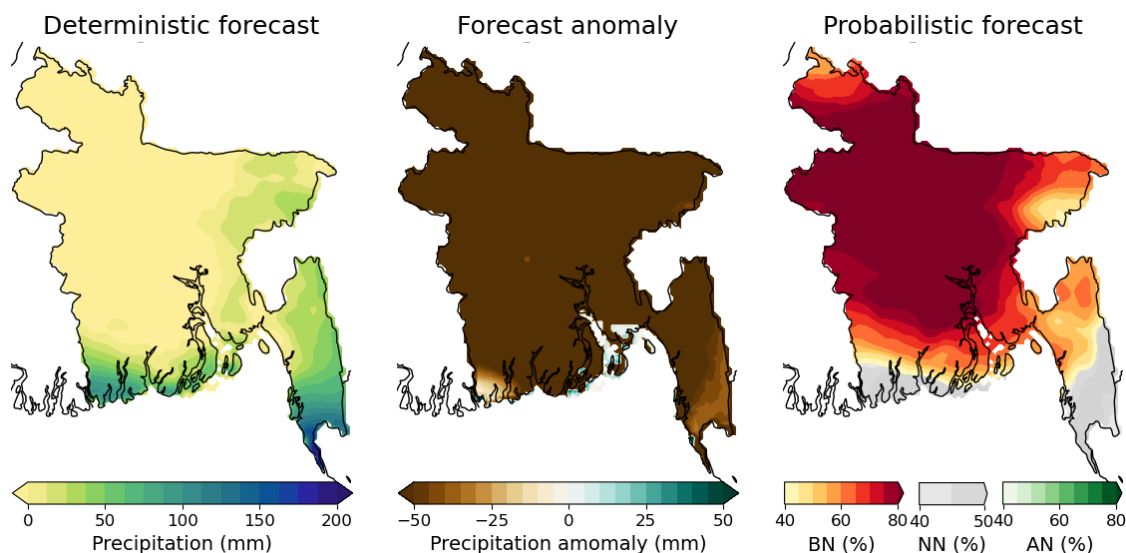 Deterministic forecast
Forecast anomaly
Probabilistic forecast
0 50 100 150 200
Precipitation (mm)
−50 −25 0 25 50
Precipitation amomaly (mm)
40 60 80
BN (%)
40 50
NN (%)
40 60 80
AN (%)